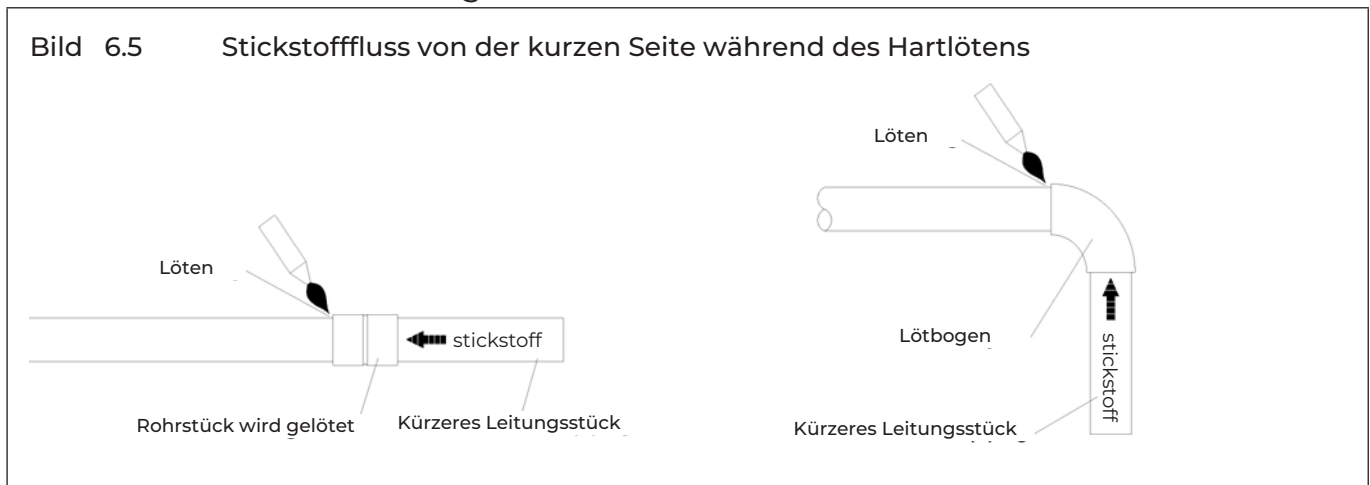 Bild 6.5 Stickstofffluss von der kurzen Seite während des Hartlötens
Löten
stickstoff
Rohrstück wird gelötet
Kürzeres Leitungsstück
Löten
Lötbogen
stickstoff
Kürzeres Leitungsstück